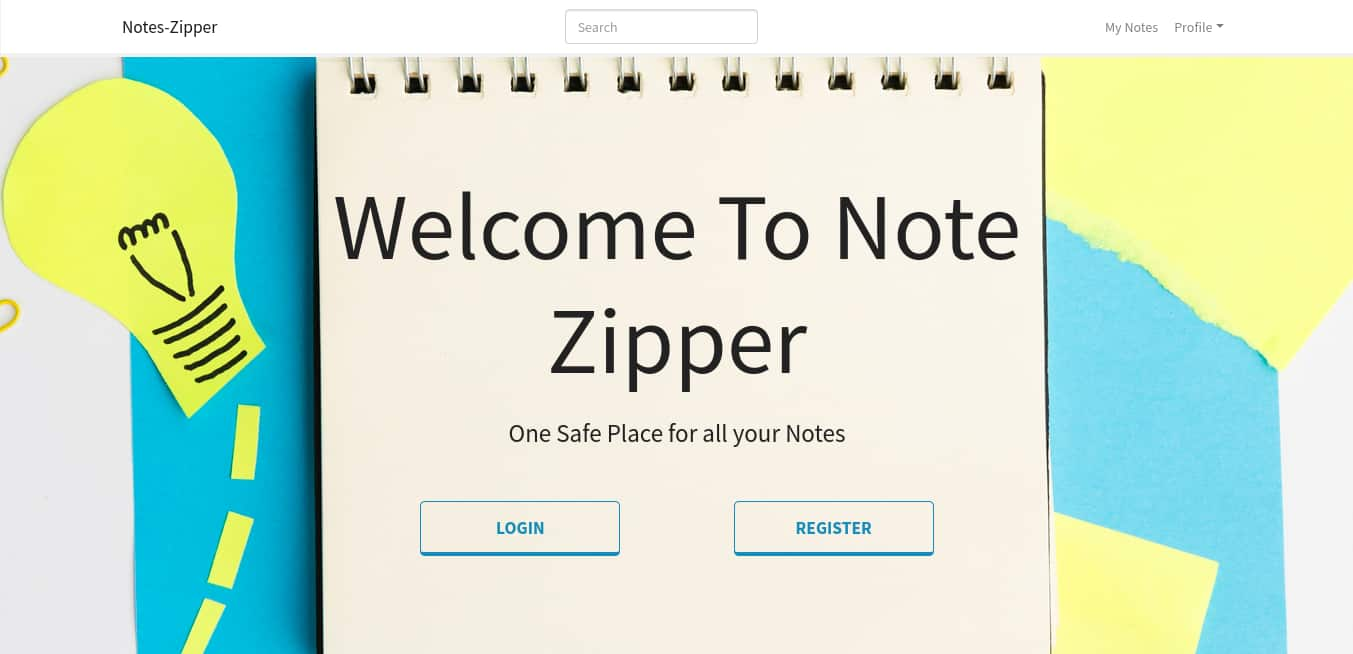 Notes-Zipper
Search
My Notes
Profile
Welcome To Note
Zipper
One Safe Place for all your Notes
LOGIN
REGISTER